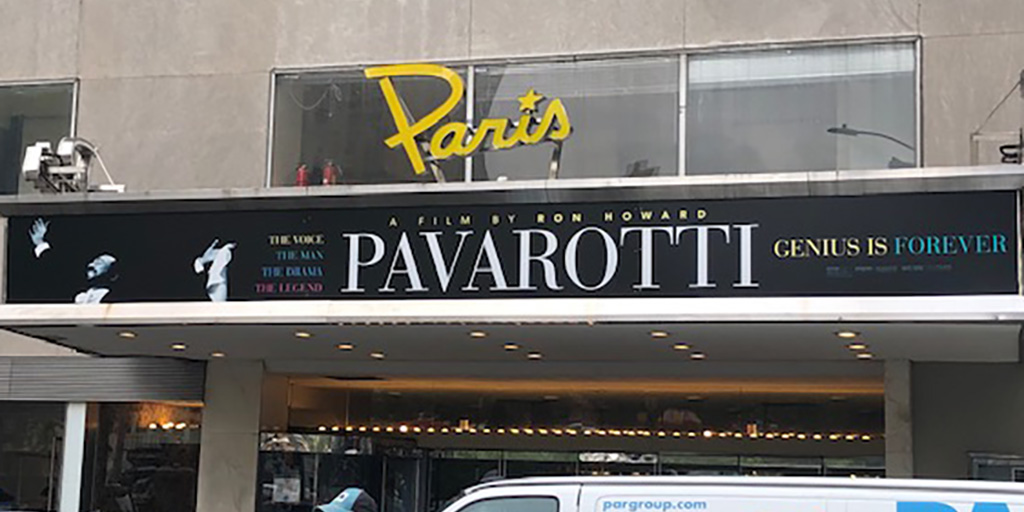 Paris
A FILM BY RON HOWARD
THE VOICE
THE MAN
THE DRAMA
THE LEGEND
PAVAROTTI
GENIUS IS FOREVER
pargroup.com